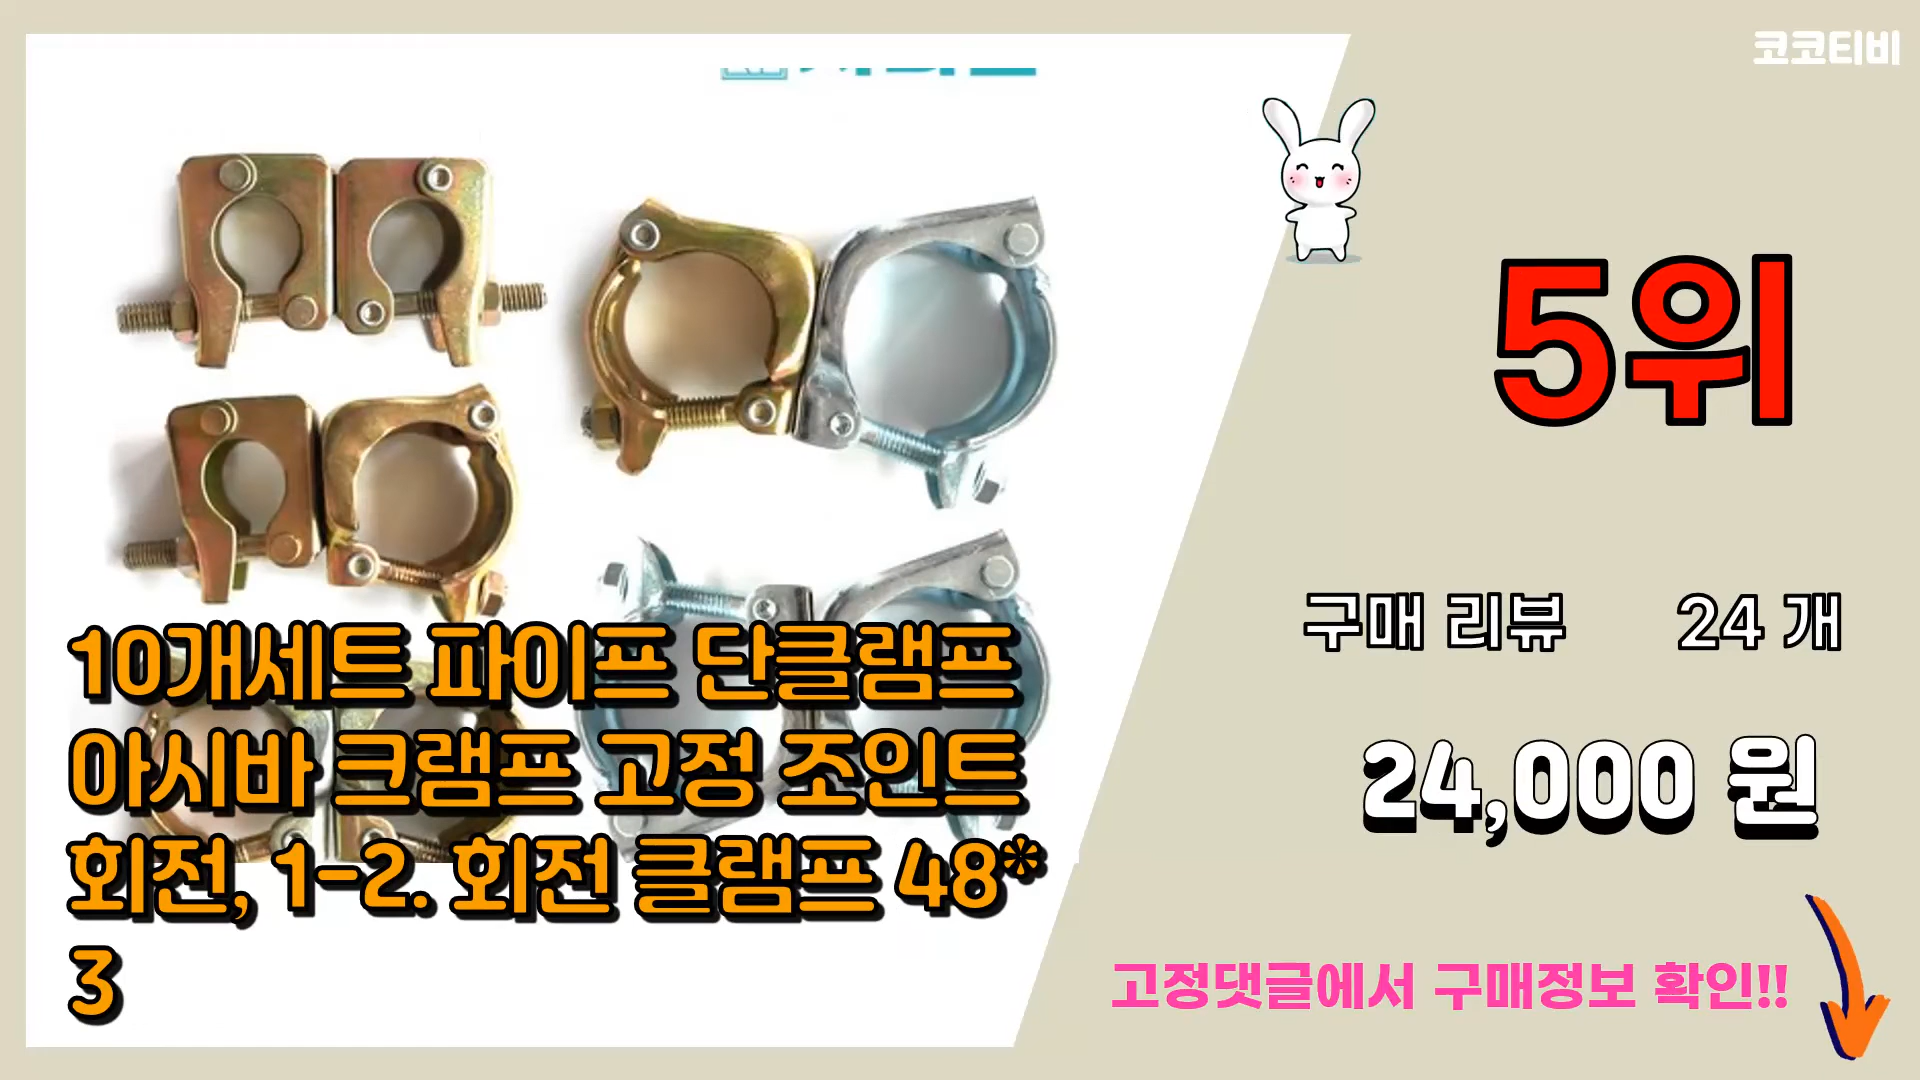 코코티비
5위
구매 리뷰 24 개
24,000 원
10개세트 파이프 단클램프
아시바 크램프 고정 조인트
회전, 1-2. 회전 클램프 48*
3
고정댓글에서 구매정보 확인!!